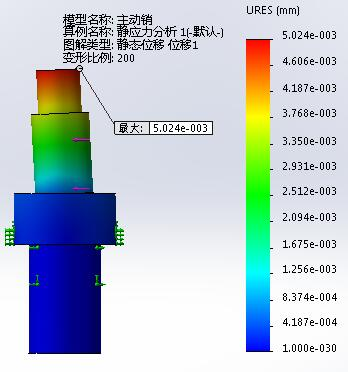 URES (mm)
模型名称: 主动销
算例名称: 静应力分析 1(-默认-)
图解类型: 静态位移 位移1
变形比例: 200
最大: 5.024e-003
5.024e-003
4.606e-003
4.187e-003
3.768e-003
3.350e-003
2.931e-003
2.512e-003
2.094e-003
1.675e-003
1.256e-003
8.374e-004
4.187e-004
1.000e-030